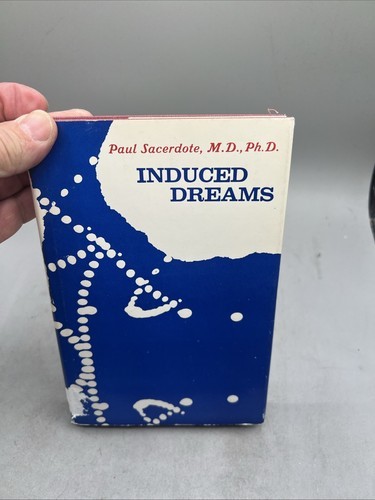 Paul Sacerdote, M.D., Ph.D.
INDUCED
DREAMS